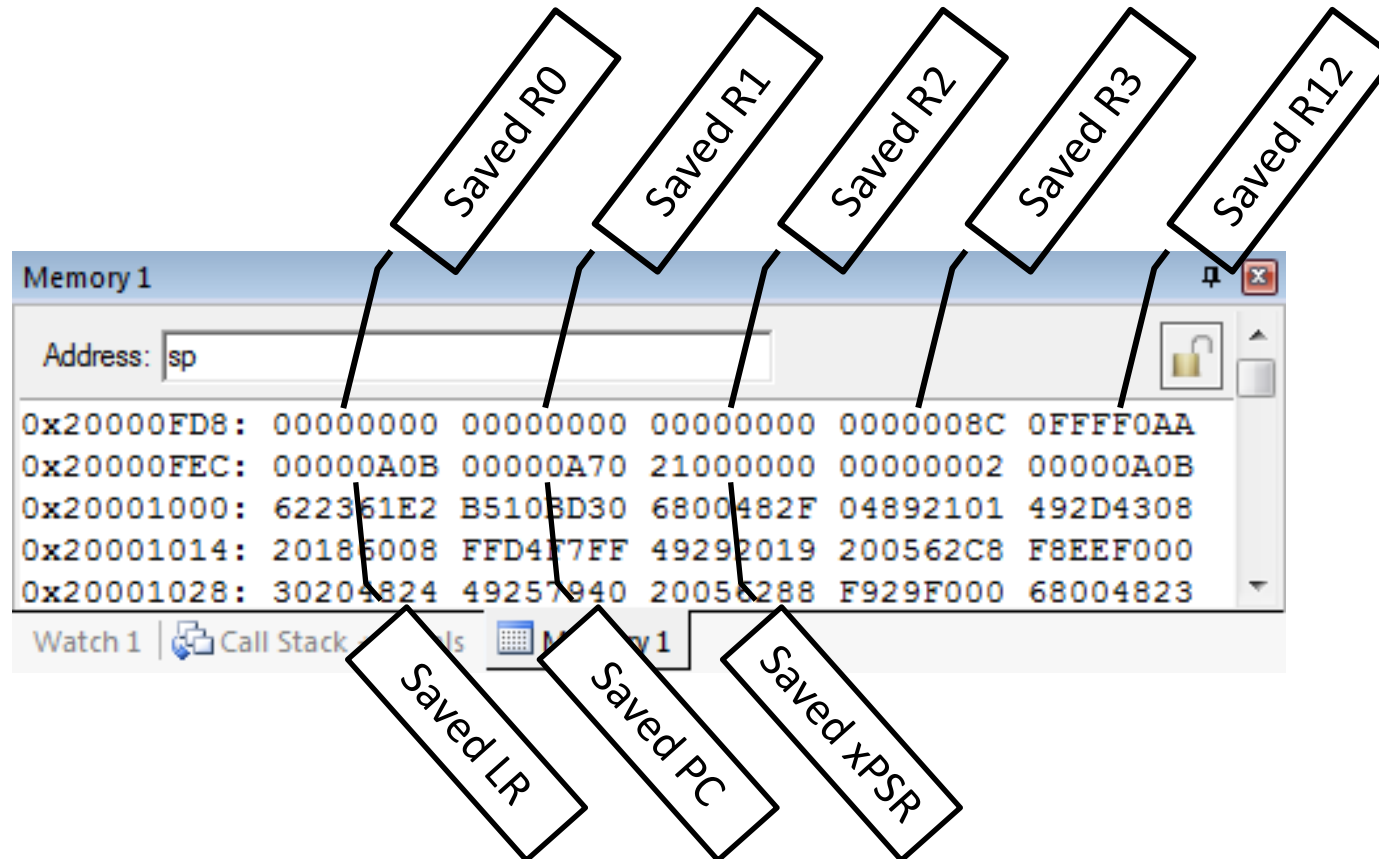 Saved R0
Saved R1
Saved R2
Saved R3
Saved R12
Memory 1
Address: sp
0x20000FD8: 00000000 00000000 00000000 0000008C 0FFFF0AA
0x20000FEC: 00000A0B 00000A70 21000000 00000002 00000A0B
0x20001000: 622361E2 B510BD30 6800482F 04892101 492D4308
0x20001014: 20186008 FFD4F7FF 49292019 200562C8 F8EEF000
0x20001028: 30204824 49257940 20056288 F929F000 68004823
Watch 1 Call Stack 1
Saved LR
Saved PC
Saved xPSR